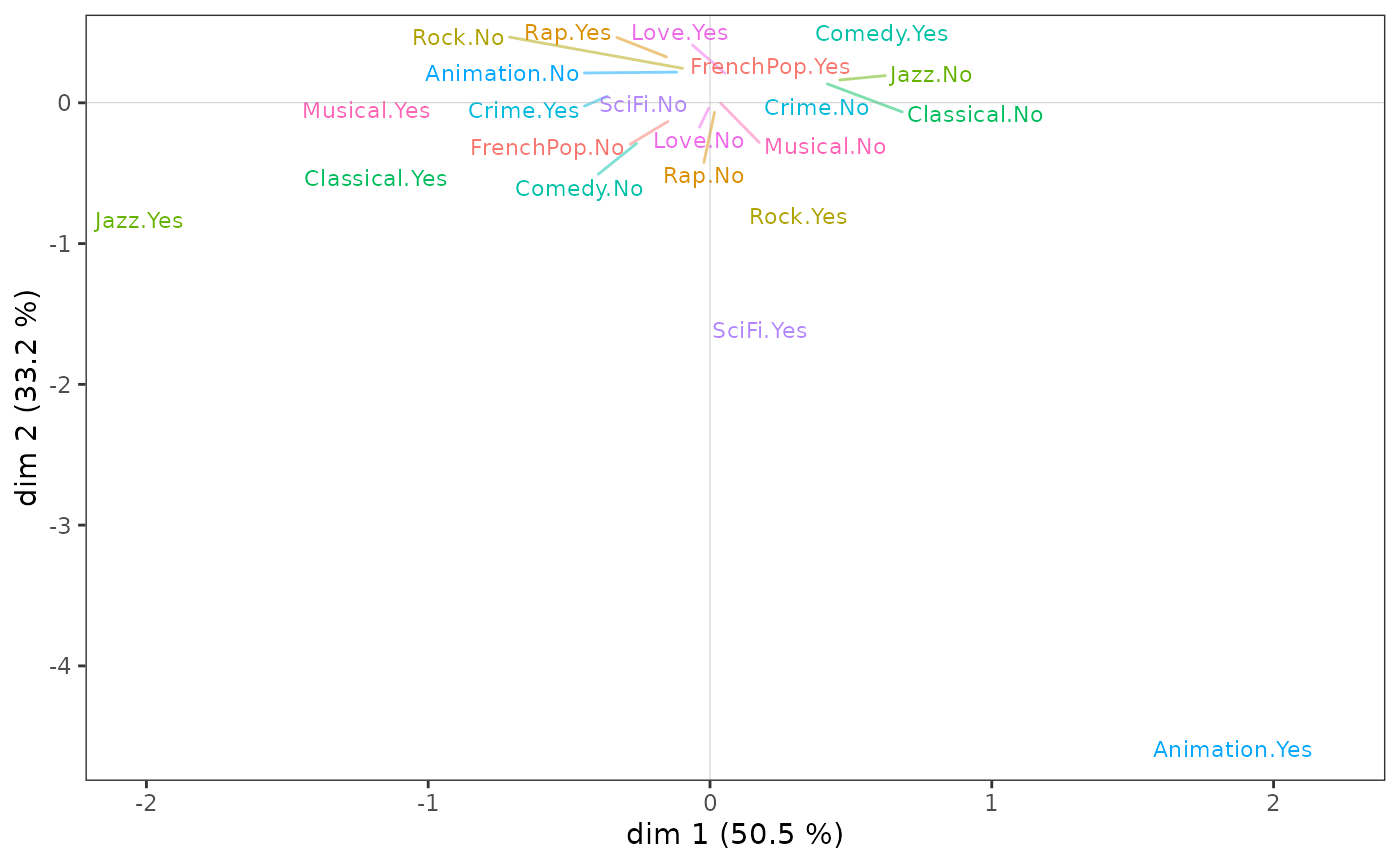 Rock.No
Rap.Yes
Love.Yes
Comedy.Yes
Animation.No
FrenchPop.Yes
Jazz.No
0
Musical.Yes
Crime.Yes
SciFi.No
Crime.No
Classical.No
FrenchPop.No
Love.No
Musical.No
Classical.Yes
Comedy.No
Rap.No
Jazz.Yes
Rock.Yes
-1
SciFi.Yes
-2
-3
-4
Animation.Yes
dim 2 (33.2 %)
-2
-1
0
1
2
dim 1 (50.5 %)